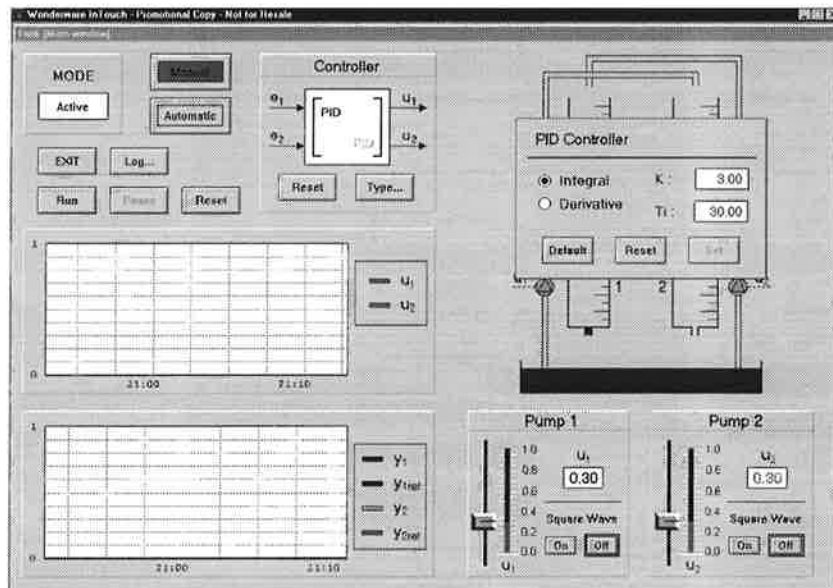 Wonderware InTouch - Promotional Copy - Not for Resale
MODE
Active
Manual
Automatic
EXIT
Log...
Run
Pause
Reset
Controller
e1
e2
PID
u1
u2
Reset
Type...
PID Controller
Integral
Derivative
K :
3.00
Ti :
30.00
Default
Reset
Set
1
2
1
0
21:00
21:10
u1
u2
1
0
21:00
21:10
y1
y1ref
y2
y2ref
Pump 1
1.0
0.8
0.6
0.4
0.2
0.0
u1
u1
0.30
Square Wave
On
Off
Pump 2
1.0
0.8
0.6
0.4
0.2
0.0
u2
u2
0.30
Square Wave
On
Off